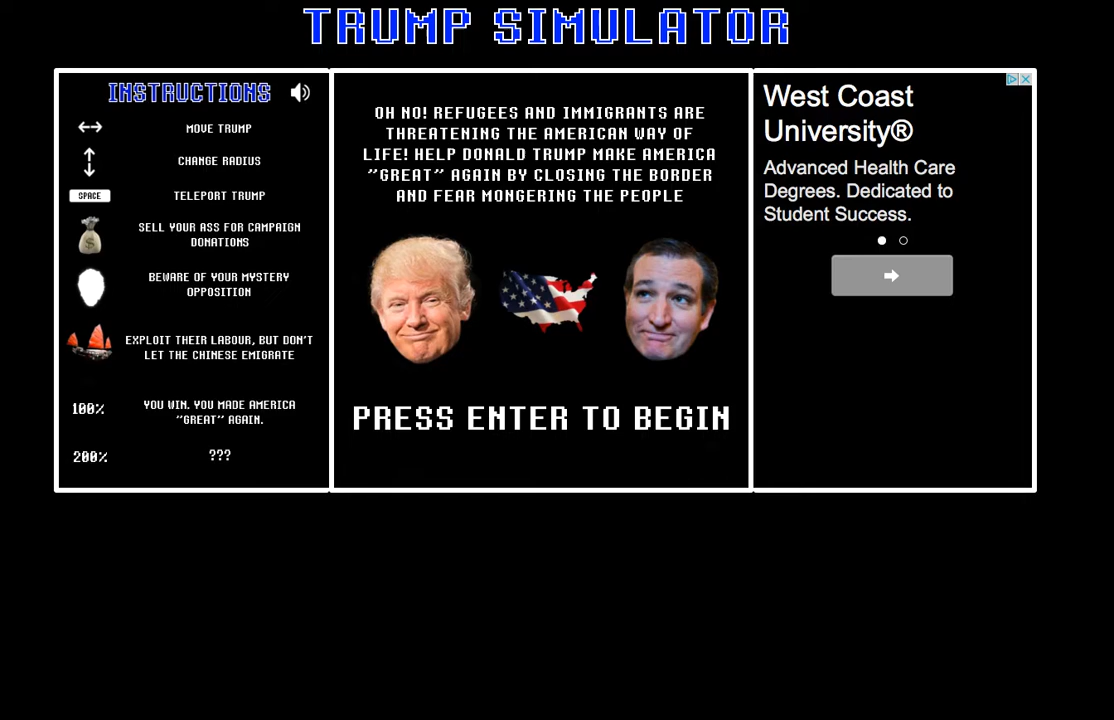 TRUMP SIMULATOR
INSTRUCTIONS
MOVE TRUMP
CHANGE RADIUS
SPACE
TELEPORT TRUMP
$
SELL YOUR ASS FOR CAMPAIGN
DONATIONS
BEWARE OF YOUR MYSTERY
OPPOSITION
EXPLOIT THEIR LABOUR, BUT DON'T
LET THE CHINESE EMIGRATE
100%
YOU WIN. YOU MADE AMERICA
"GREAT" AGAIN.
200%
???
OH NO! REFUGEES AND IMMIGRANTS ARE
THREATENING THE AMERICAN WAY OF
LIFE! HELP DONALD TRUMP MAKE AMERICA
"GREAT" AGAIN BY CLOSING THE BORDER
AND FEAR MONGERING THE PEOPLE
PRESS ENTER TO BEGIN
West Coast
University®
Advanced Health Care
Degrees. Dedicated to
Student Success.